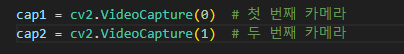 cap1 = cv2.VideoCapture(0)  # 첫 번째 카메라
cap2 = cv2.VideoCapture(1)  # 두 번째 카메라